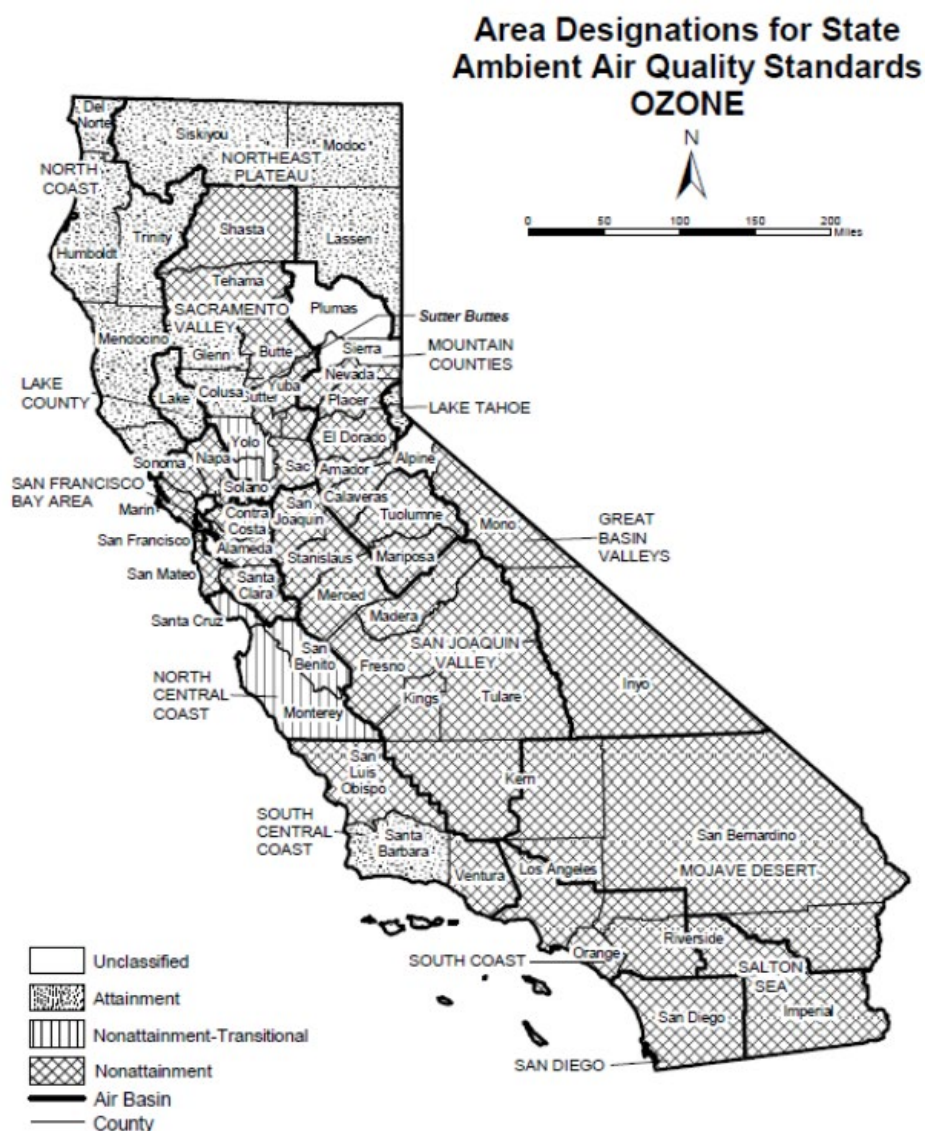 Area Designations for State
Ambient Air Quality Standards
OZONE
N
0 50 100 150 200
Miles
Del
Norte
Siskiyou
Modoc
NORTHEAST
PLATEAU
NORTH
COAST
Trinity
Humboldt
Shasta
Lassen
Tehama
Plumas
SACRAMENTO
VALLEY
Sutter Buttes
Mendocino
Glenn
Butte
Sierra
MOUNTAIN
COUNTIES
Nevada
LAKE
COUNTY
Lake
Colusa
Yuba
Placer
LAKE TAHOE
Yolo
El Dorado
Sonoma
Napa
Sac
Amador
Alpine
SAN FRANCISCO
BAY AREA
Solano
Calaveras
Marin
Contra
Costa
San
Joaquin
Tuolumne
Mono
GREAT
BASIN
VALLEYS
San Francisco
Alameda
Stanislaus
Mariposa
San Mateo
Santa
Clara
Merced
Madera
Santa Cruz
San
Benito
Fresno
SAN JOAQUIN
VALLEY
NORTH
CENTRAL
COAST
Monterey
Kings
Tulare
Inyo
San
Luis
Obispo
Kern
SOUTH
CENTRAL
COAST
Santa
Barbara
San Bernardino
Ventura
Los Angeles
MOJAVE DESERT
Orange
Riverside
SOUTH COAST
SALTON
SEA
San Diego
Imperial
SAN DIEGO
Unclassified
Attainment
Nonattainment-Transitional
Nonattainment
Air Basin
County